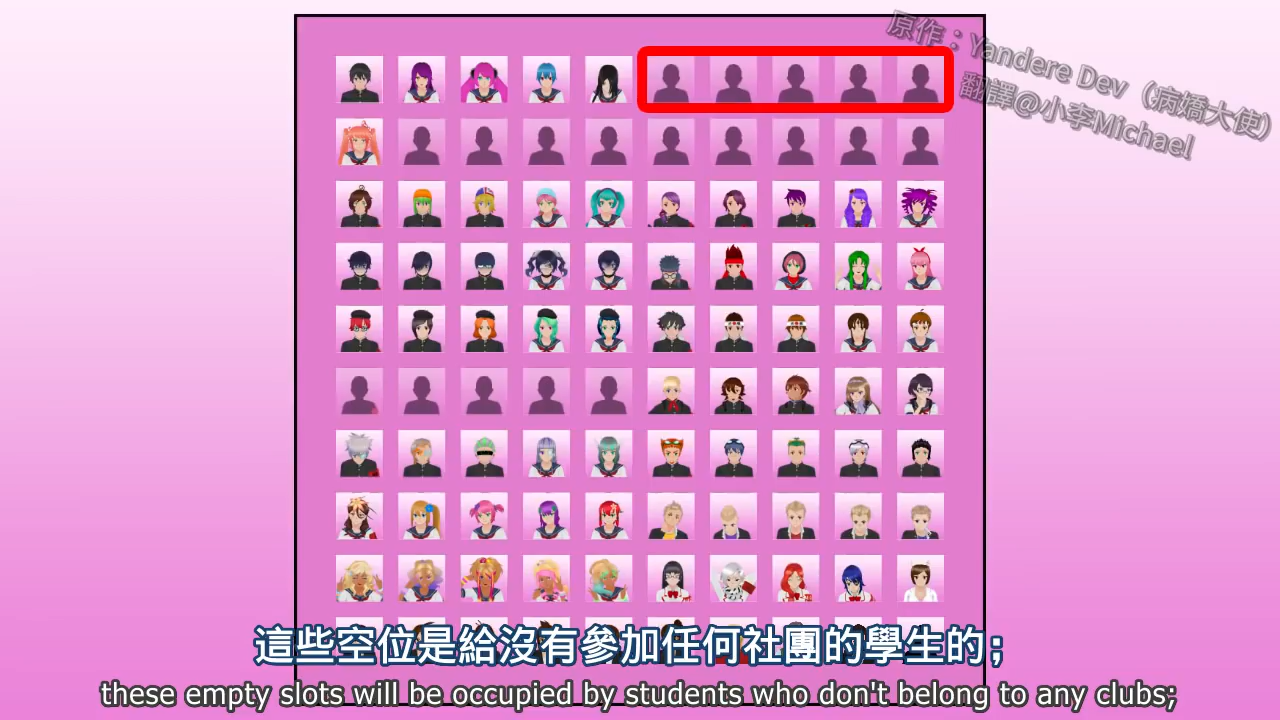 原作：Yandere Dev（病嬌大使）
翻譯@小李Michael
這些空位是給沒有參加任何社團的學生的;
these empty slots will be occupied by students who don't belong to any clubs;